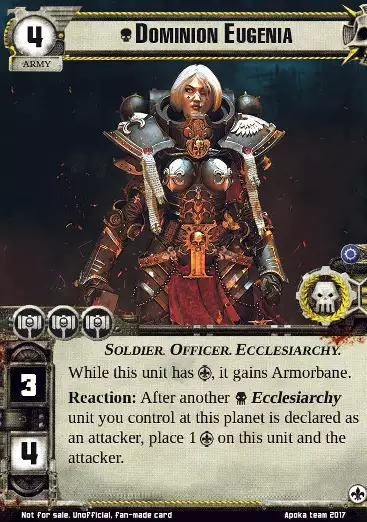 4
Dominion Eugenia
ARMY
Soldier. Officer. Ecclesiarchy.
3
While this unit has , it gains Armorbane.
Reaction: After another Ecclesiarchy
unit you control at this planet is declared as
an attacker, place 1 on this unit and the
attacker.
4
Not for sale. Unofficial, fan-made card
Apoka team 2017